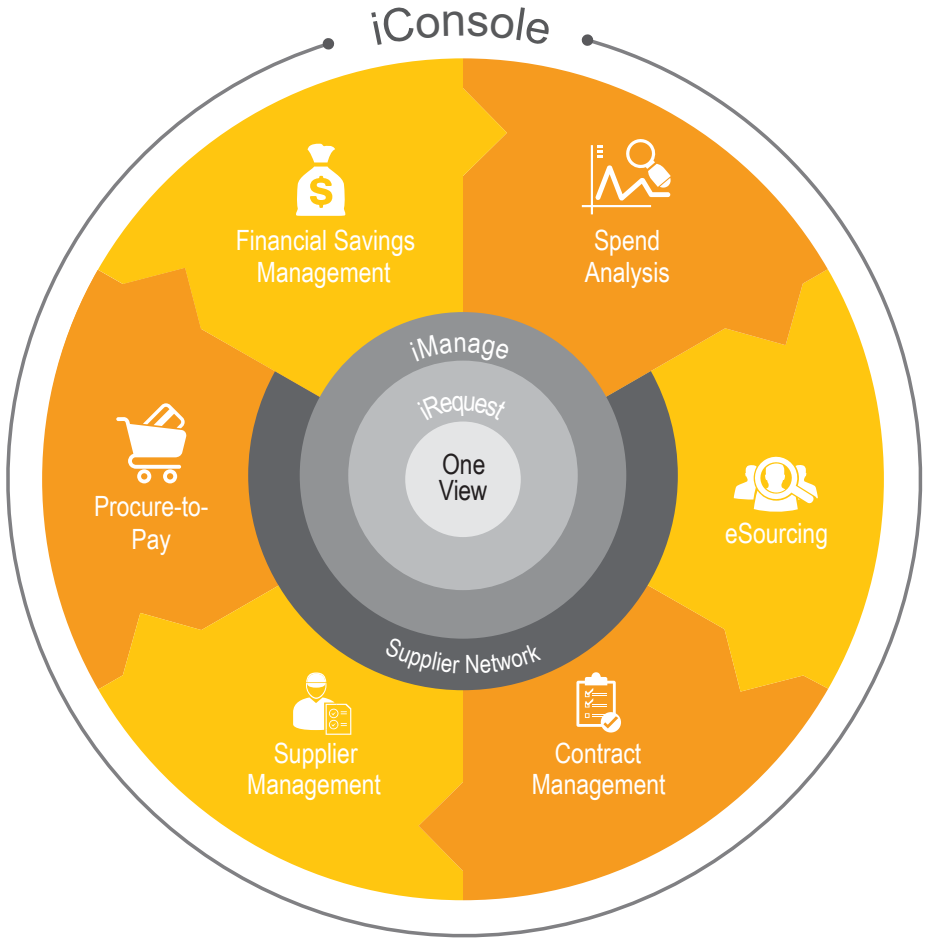 iConsole
Financial Savings
Management
Spend
Analysis
iManage
iRequest
One
View
Procure-to-
Pay
eSourcing
Supplier Network
Supplier
Management
Contract
Management